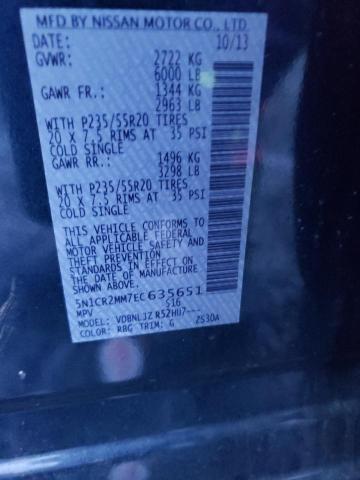 MFD BY NISSAN MOTOR CO., LTD.
DATE: 10/13
GVWR: 2722 KG
6000 LB
GAWR FR.: 1344 KG
2963 LB
WITH P235/55R20 TIRES
20 X 7.5 RIMS AT 35 PSI
COLD SINGLE
GAWR RR.: 1496 KG
3298 LB
WITH P235/55R20 TIRES
20 X 7.5 RIMS AT 35 PSI
COLD SINGLE
THIS VEHICLE CONFORMS TO
ALL APPLICABLE FEDERAL
MOTOR VEHICLE SAFETY
AND THEFT PREVENTION
STANDARDS IN EFFECT ON
THE DATE OF MANUFACTURE
SHOWN ABOVE.
5N1CR2MM7EC635651
MPV S16
MODEL: VDBNLJZ R52HU7---
COLOR: RBG TRIM: G ZS30A